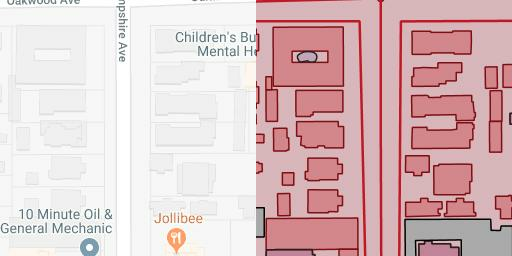 Oakwood Ave
Children's Bu
Mental He
10 Minute Oil &
General Mechanic
Jollibee